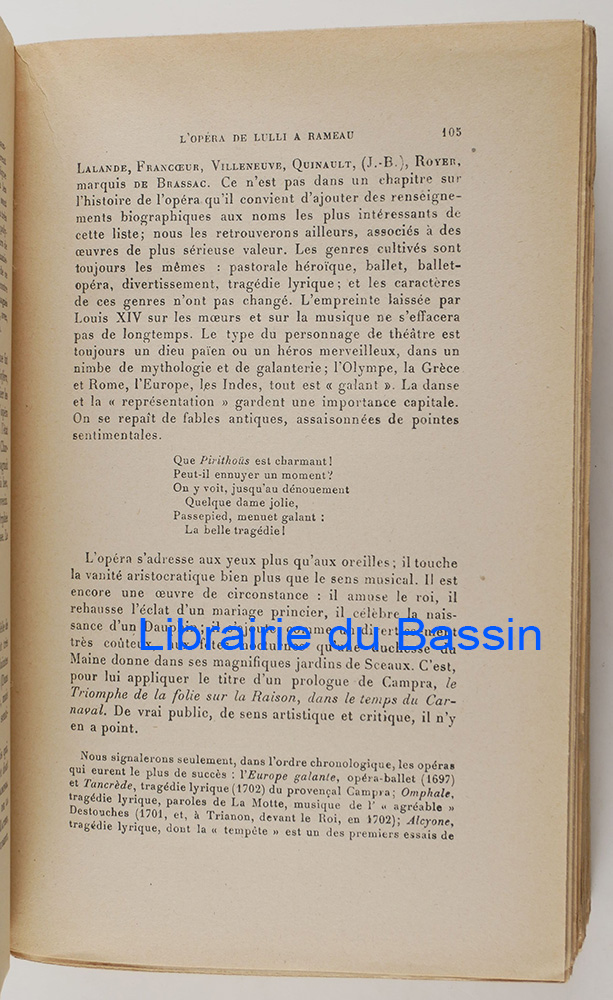 L'OPÉRA DE LULLI A RAMEAU 105
LALANDE, FRANCŒUR, VILLENEUVE, QUINAULT, (J.-B.), ROYER,
marquis DE BRASSAC. Ce n'est pas dans un chapitre sur
l'histoire de l'opéra qu'il convient d'ajouter des renseigne-
ments biographiques aux noms les plus intéressants de
cette liste; nous les retrouverons ailleurs, associés à des
œuvres de plus sérieuse valeur. Les genres cultivés sont
toujours les mêmes : pastorale héroïque, ballet, ballet-
opéra, divertissement, tragédie lyrique; et les caractères
de ces genres n'ont pas changé. L'empreinte laissée par
Louis XIV sur les mœurs et sur la musique ne s'effacera
pas de longtemps. Le type du personnage de théâtre est
toujours un dieu païen ou un héros merveilleux, dans un
nimbe de mythologie et de galanterie; l'Olympe, la Grèce
et Rome, l'Europe, les Indes, tout est « galant ». La danse
et la « représentation » gardent une importance capitale.
On se repaît de fables antiques, assaisonnées de pointes
sentimentales.
Que Pirithoüs est charmant!
Peut-il ennuyer un moment?
On y voit, jusqu'au dénouement
Quelque dame jolie,
Passepied, menuet galant :
La belle tragédie!
L'opéra s'adresse aux yeux plus qu'aux oreilles; il touche
la vanité aristocratique bien plus que le sens musical. Il est
encore une œuvre de circonstance : il amuse le roi, il
rehausse l'éclat d'un mariage princier, il célèbre la nais-
sance d'un Dauphin; il s'ajoute comme un divertissement
très coûteux aux fêtes nocturnes que la duchesse du
Librairie du Bassin
Maine donne dans ses magnifiques jardins de Sceaux. C'est,
pour lui appliquer le titre d'un prologue de Campra, le
Triomphe de la folie sur la Raison, dans le temps du Car-
naval. De vrai public, de sens artistique et critique, il n'y
en a point.
Nous signalerons seulement, dans l'ordre chronologique, les opéras
qui eurent le plus de succès : l'Europe galante, opéra-ballet (1697)
et Tancrède, tragédie lyrique (1702) du provençal Campra; Omphale,
tragédie lyrique, paroles de La Motte, musique de l' « agréable »
Destouches (1701, et, à Trianon, devant le Roi, en 1702); Alcyone,
tragédie lyrique, dont la « tempête » est un des premiers essais de